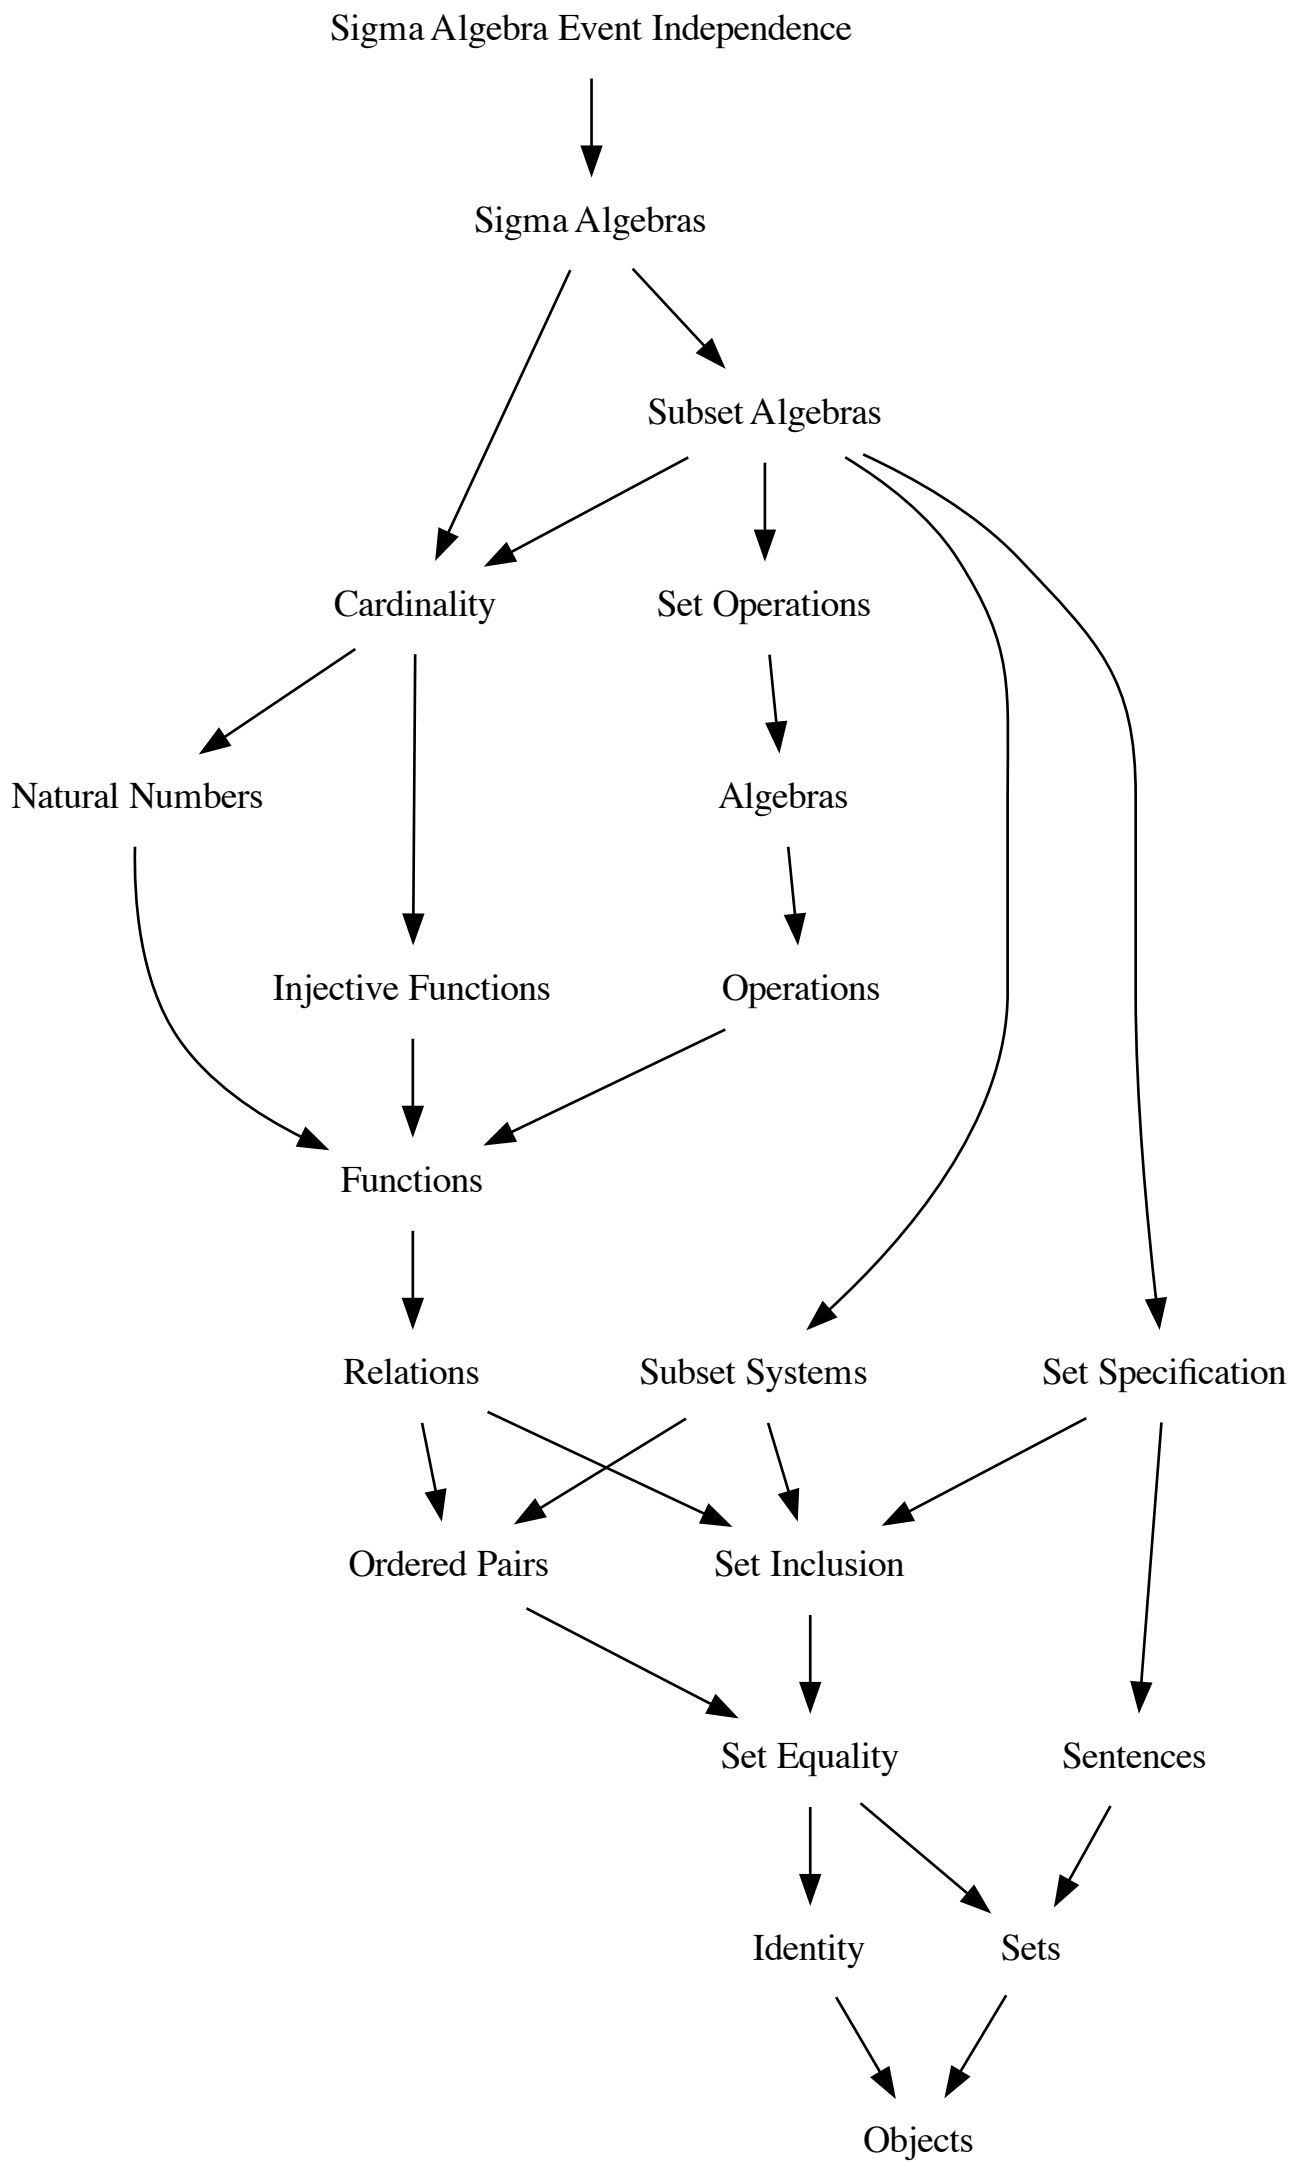 Sigma Algebra Event Independence
Sigma Algebras
Subset Algebras
Cardinality
Set Operations
Natural Numbers
Algebras
Injective Functions
Operations
Functions
Relations
Subset Systems
Set Specification
Ordered Pairs
Set Inclusion
Set Equality
Sentences
Identity
Sets
Objects